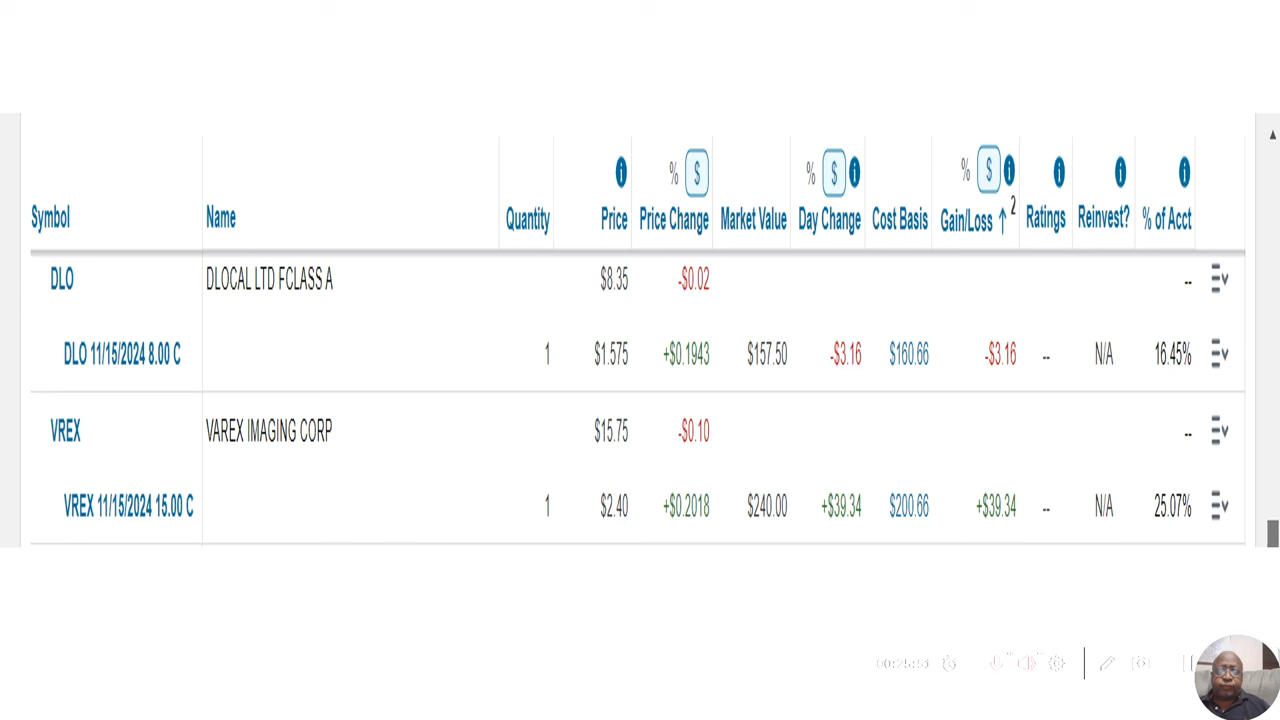 % $ % $ % $
Symbol Name Quantity Price Price Change Market Value Day Change Cost Basis Gain/Loss ↑ 2 Ratings Reinvest? % of Acct
DLO DLOCAL LTD FCLASS A $8.35 -$0.02 --
DLO 11/15/2024 8.00 C 1 $1.575 +$0.1943 $157.50 -$3.16 $160.66 -$3.16 -- N/A 16.45%
VREX VAREX IMAGING CORP $15.75 -$0.10 --
VREX 11/15/2024 15.00 C 1 $2.40 +$0.2018 $240.00 +$39.34 $200.66 +$39.34 -- N/A 25.07%